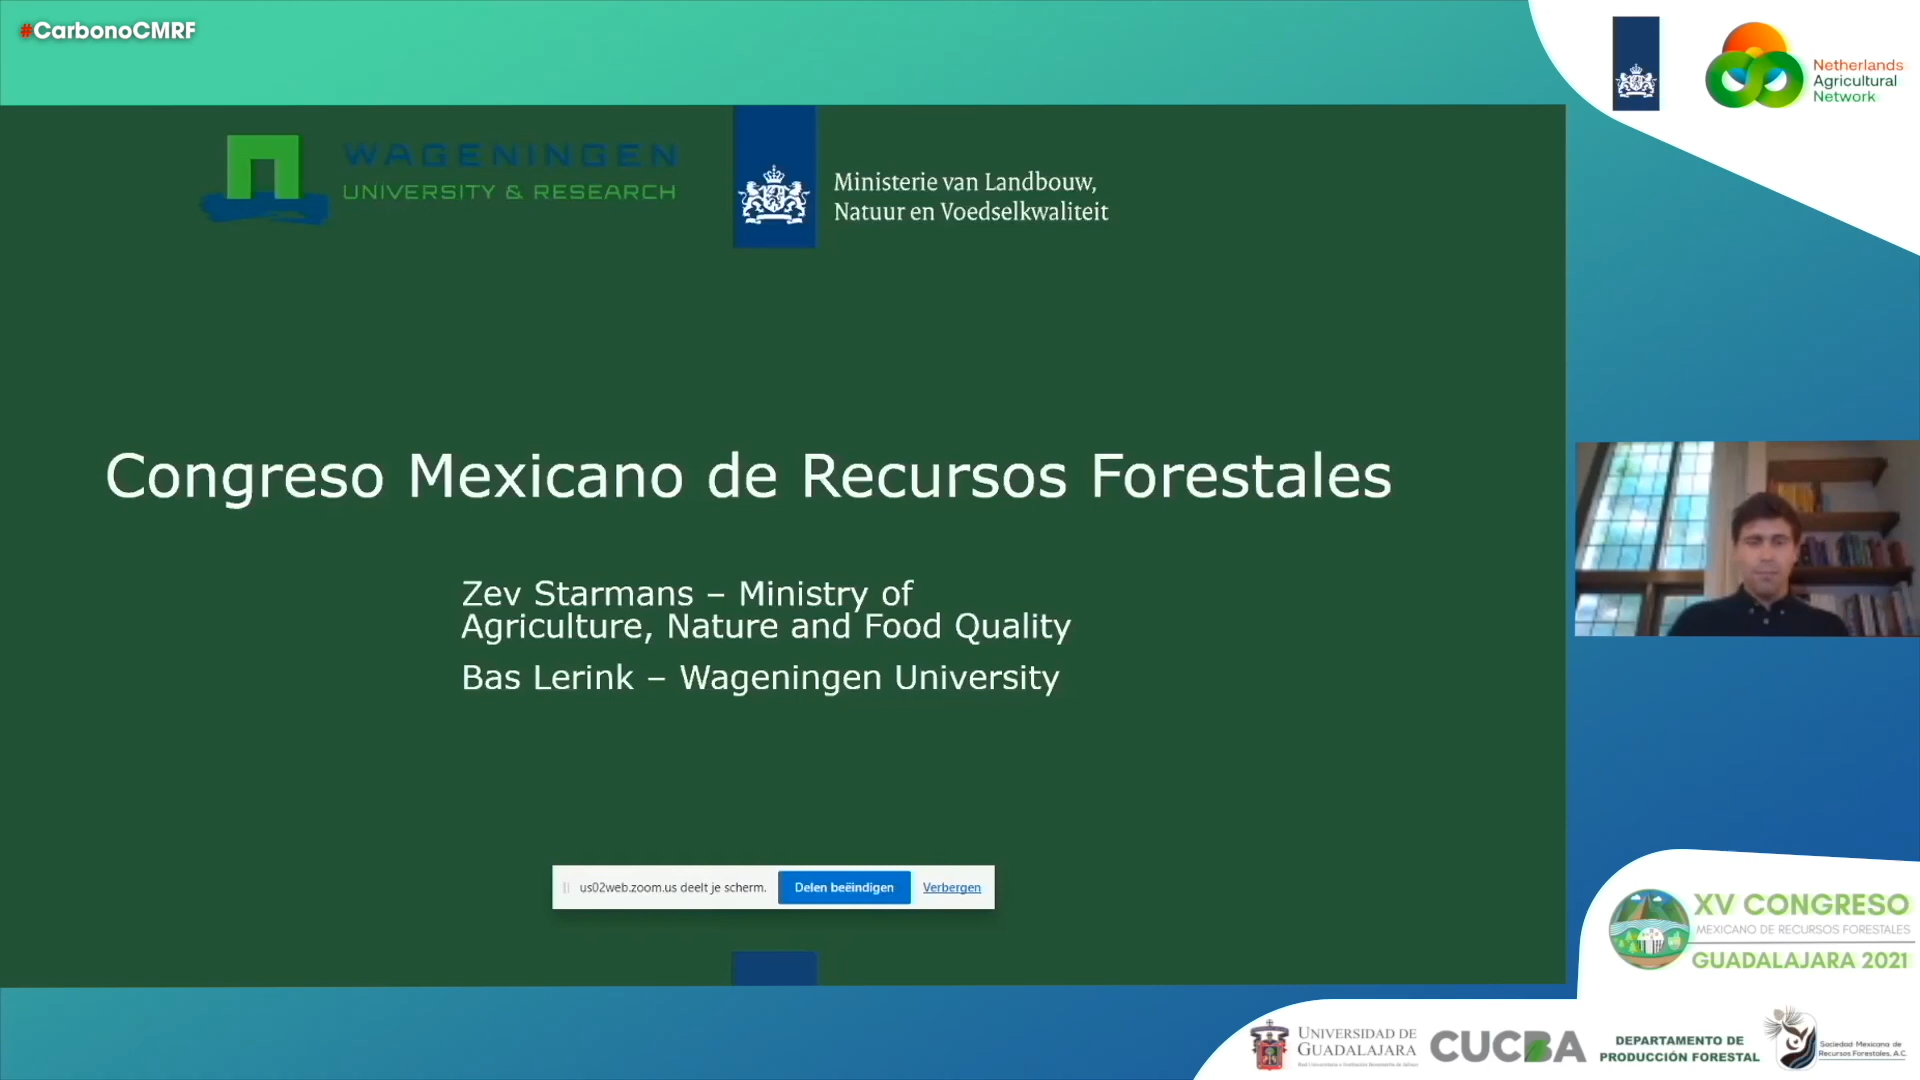 #CarbonoCMRF
Netherlands
Agricultural
Network
WAGENINGEN
UNIVERSITY & RESEARCH
Ministerie van Landbouw,
Natuur en Voedselkwaliteit
Congreso Mexicano de Recursos Forestales
Zev Starmans – Ministry of
Agriculture, Nature and Food Quality
Bas Lerink – Wageningen University
us02web.zoom.us deelt je scherm.
Delen beëindigen
Verbergen
XV CONGRESO
MEXICANO DE RECURSOS FORESTALES
GUADALAJARA 2021
UNIVERSIDAD DE
GUADALAJARA
CUCBA
DEPARTAMENTO DE
PRODUCCIÓN FORESTAL
Sociedad Mexicana de
Recursos Forestales, A.C.